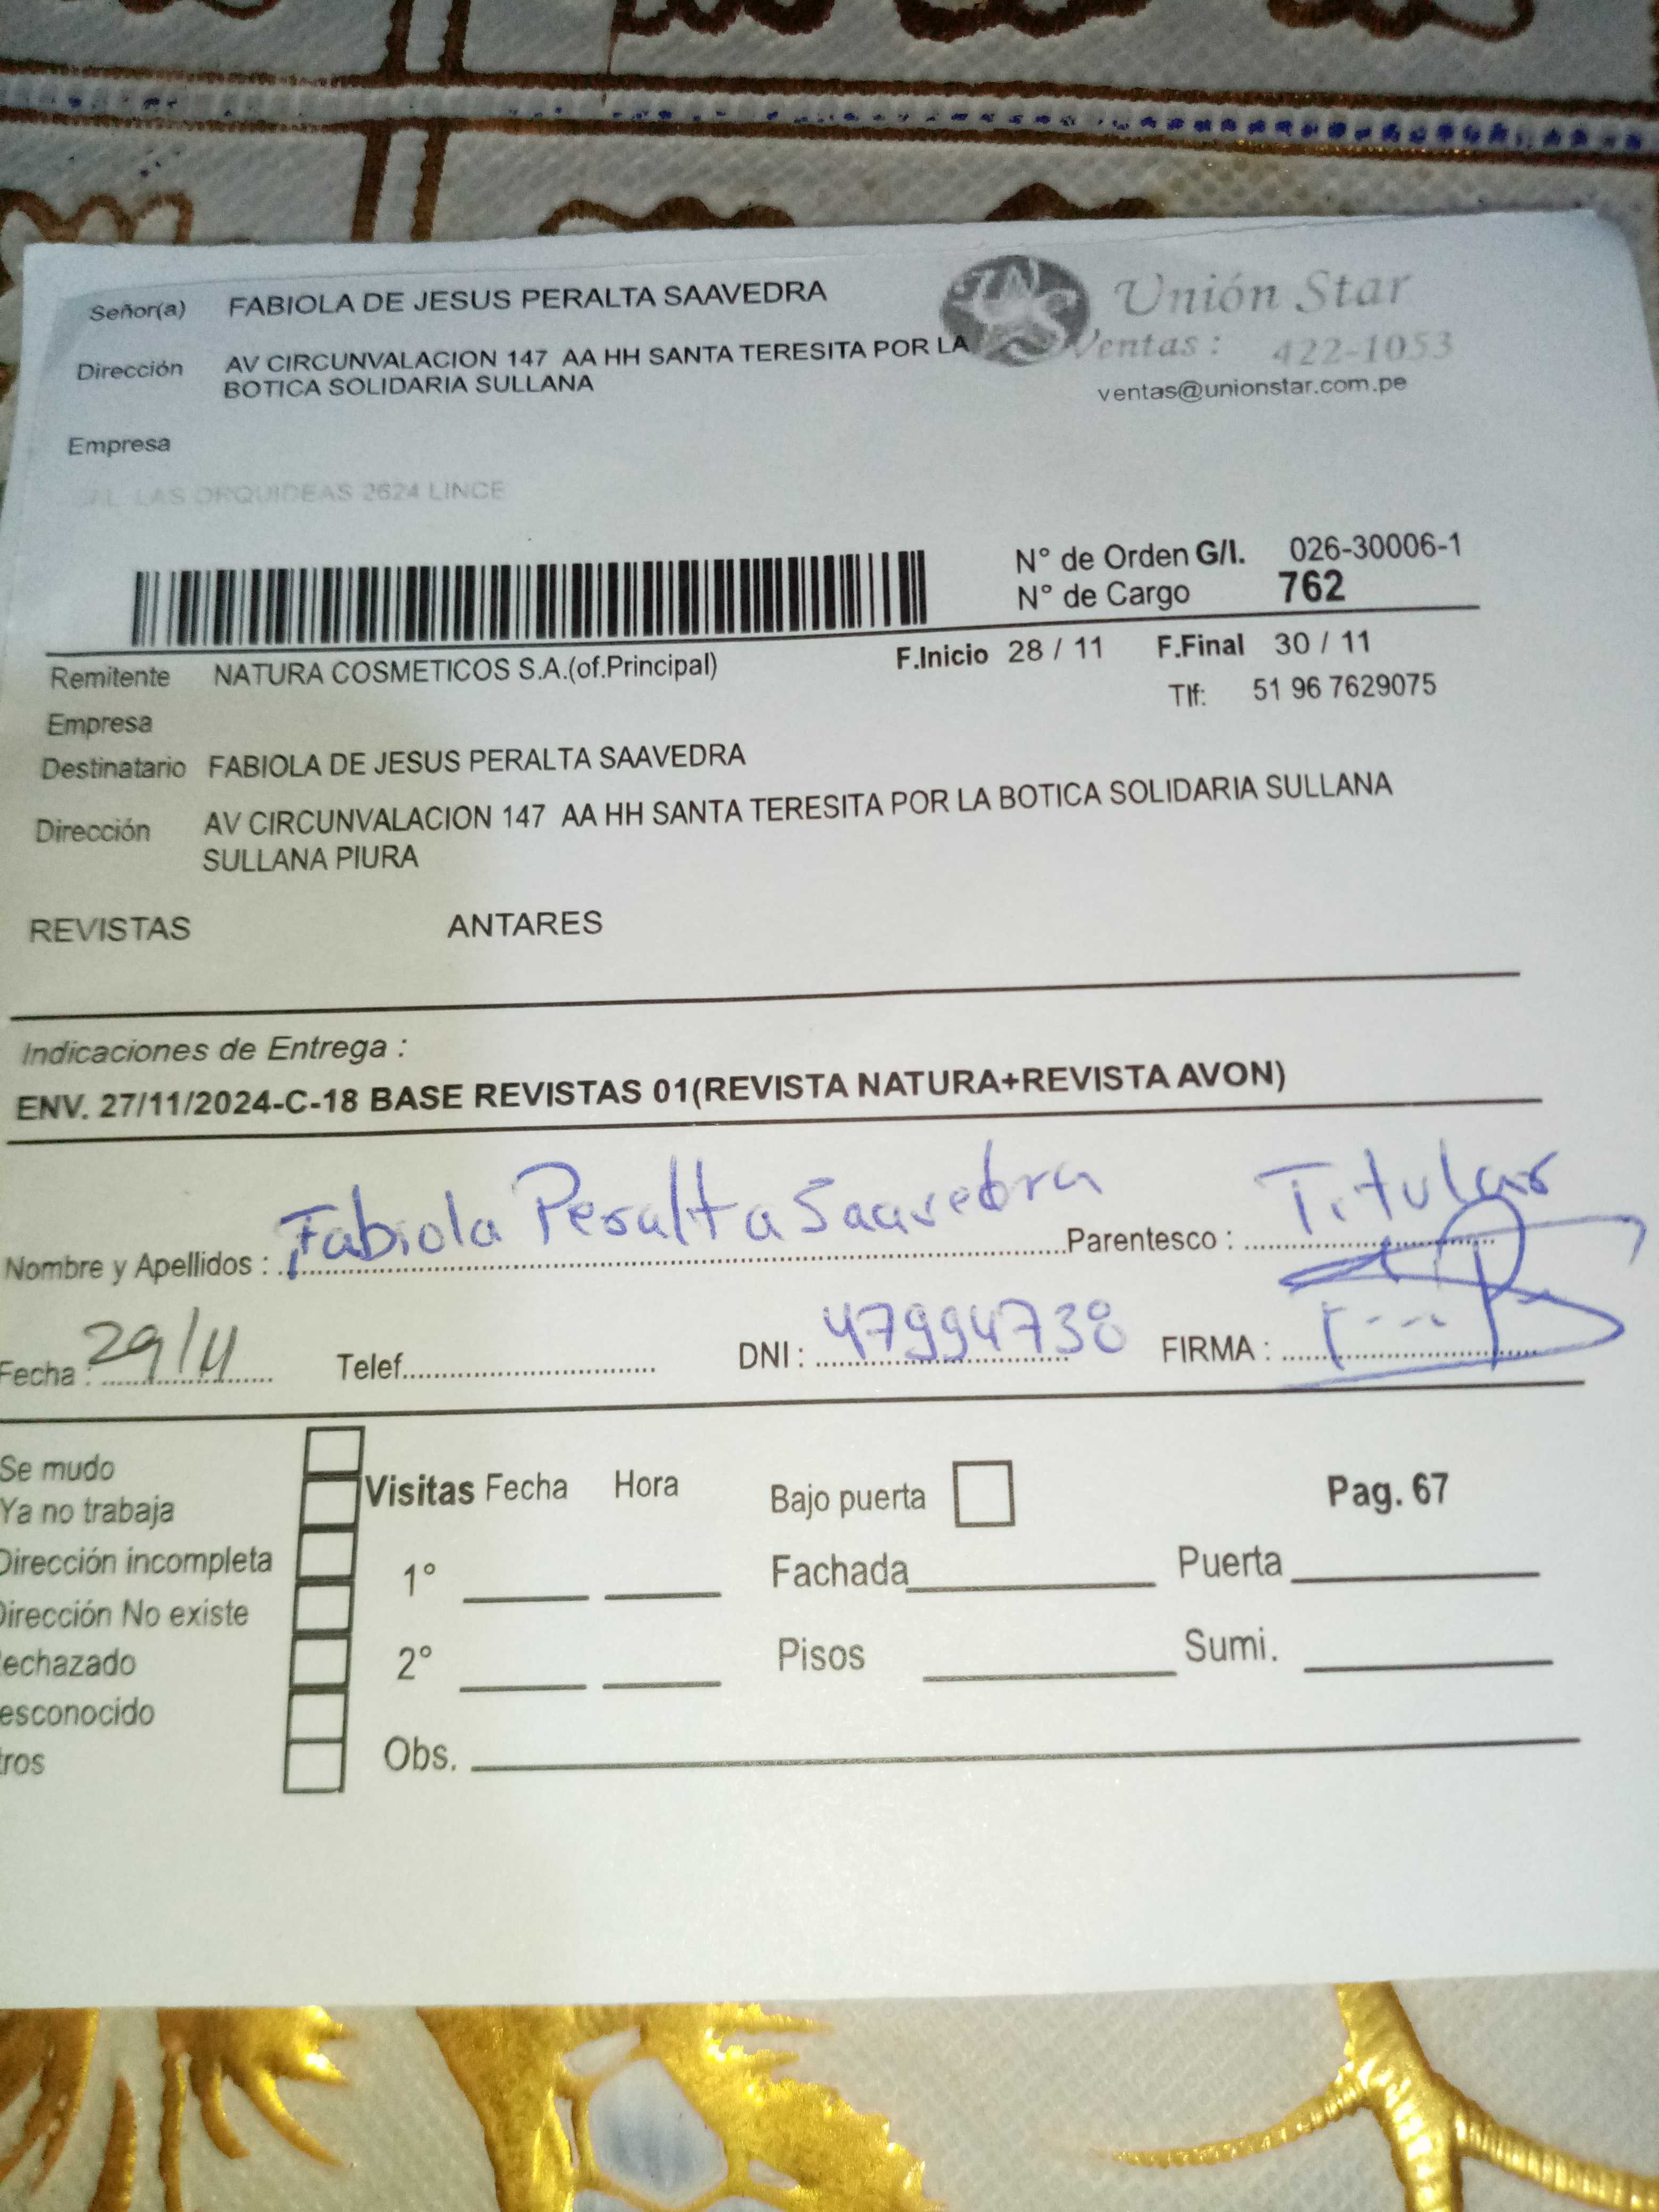 Señor(a) FABIOLA DE JESUS PERALTA SAAVEDRA
Unión Star
Dirección AV CIRCUNVALACION 147 AA HH SANTA TERESITA POR LA
BOTICA SOLIDARIA SULLANA
Ventas : 422-1053
ventas@unionstar.com.pe
Empresa
LAS ORQUIDEAS 2624 LINCE
N° de Orden G/I. 026-30006-1
N° de Cargo 762
Remitente NATURA COSMETICOS S.A.(of.Principal)
F.Inicio 28 / 11 F.Final 30 / 11
Tlf: 51 96 7629075
Empresa
Destinatario FABIOLA DE JESUS PERALTA SAAVEDRA
Dirección AV CIRCUNVALACION 147 AA HH SANTA TERESITA POR LA BOTICA SOLIDARIA SULLANA
SULLANA PIURA
REVISTAS ANTARES
Indicaciones de Entrega :
ENV. 27/11/2024-C-18 BASE REVISTAS 01(REVISTA NATURA+REVISTA AVON)
Nombre y Apellidos : Fabiola Peralta Saavedra Parentesco : Titular
Fecha : 29/11 Telef. DNI : 47994738 FIRMA :
Se mudo
Ya no trabaja
Dirección incompleta
Dirección No existe
echazado
esconocido
ros
Visitas Fecha Hora
1°
2°
Obs.
Bajo puerta Pag. 67
Fachada Puerta
Pisos Sumi.